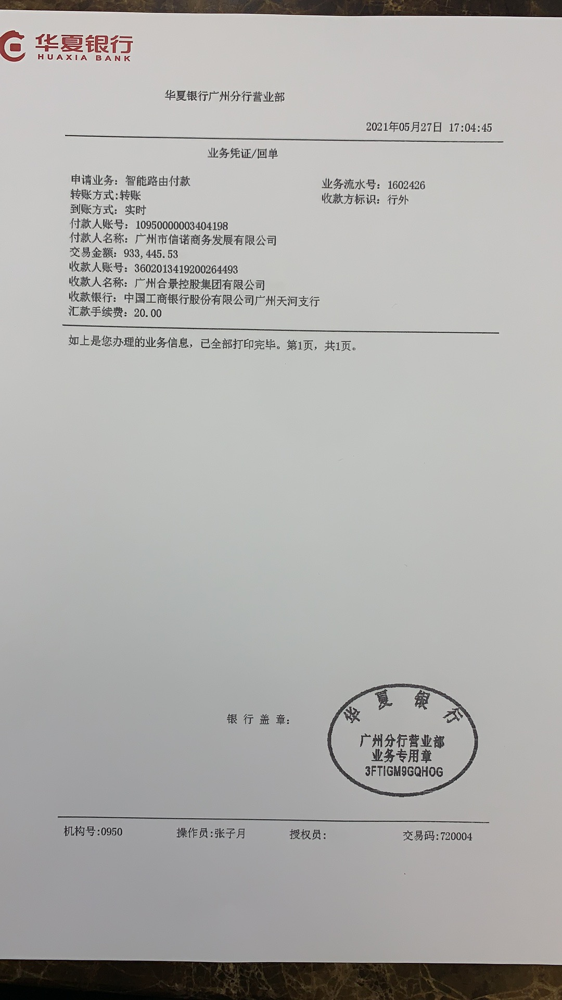 华夏银行
HUAXIA BANK
华夏银行广州分行营业部
2021年05月27日 17:04:45
业务凭证/回单
申请业务：智能路由付款
业务流水号：1602426
转账方式:转账
收款方标识：行外
到账方式：实时
付款人账号：10950000003404198
付款人名称：广州市信诺商务发展有限公司
交易金额：933,445.53
收款人账号：3602013419200264493
收款人名称：广州合景控股集团有限公司
收款银行：中国工商银行股份有限公司广州天河支行
汇款手续费：20.00
如上是您办理的业务信息，已全部打印完毕。第1页，共1页。
银行盖章：
华夏银行
广州分行营业部
业务专用章
3FTIGM9GQHOG
机构号:0950 操作员:张子月 授权员: 交易码:720004